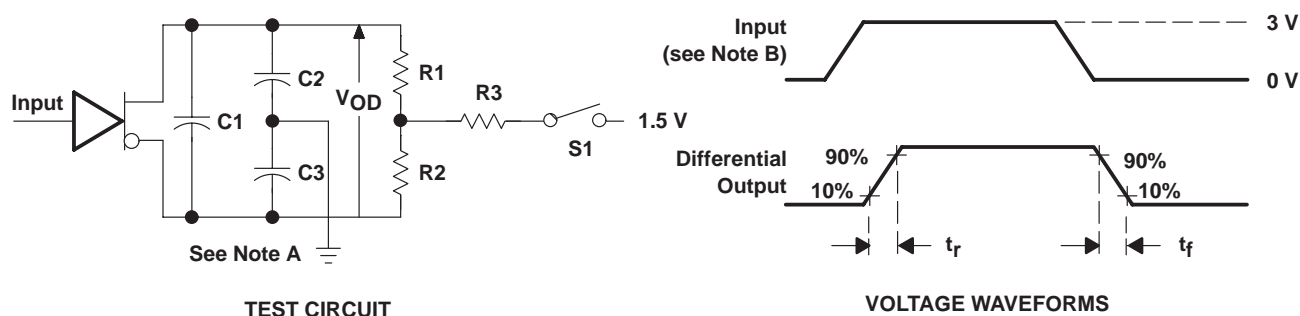 Input
C1
C2
C3
VOD
R1
R2
R3
S1
1.5 V
See Note A
TEST CIRCUIT
Input
(see Note B)
3 V
0 V
Differential
Output
90%
10%
90%
10%
tr
tf
VOLTAGE WAVEFORMS